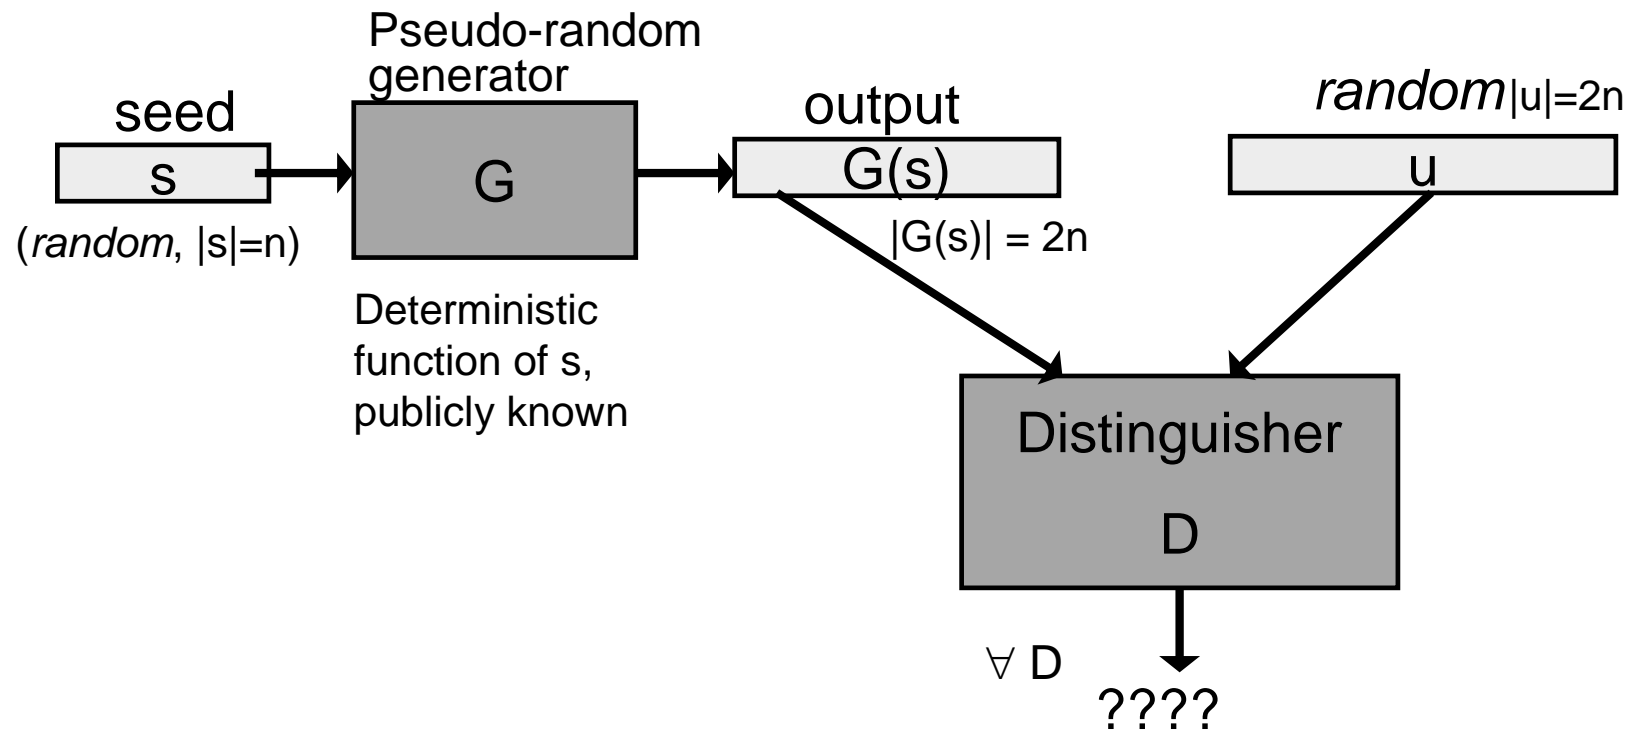 Pseudo-random
generator
seed
s
(random, |s|=n)
G
Deterministic
function of s,
publicly known
output
G(s)
|G(s)| = 2n
random |u|=2n
u
Distinguisher
D
∀ D
????